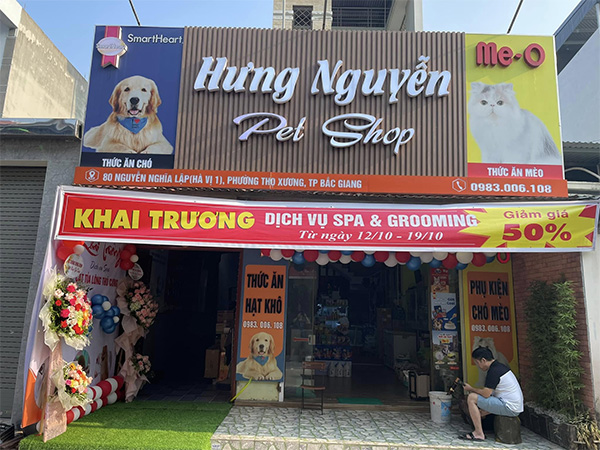 SmartHeart
SmartHeart
THỨC ĂN CHÓ
Hưng Nguyễn
Pet Shop
Me-O
THỨC ĂN MÈO
80 NGUYỄN NGHĨA LẬP(HÀ VỊ 1), PHƯỜNG THỌ XƯƠNG, TP BẮC GIANG
0983.006.108
KHAI TRƯƠNG DỊCH VỤ SPA & GROOMING
Từ ngày 12/10 - 19/10
Giảm giá
50%
THỨC ĂN
HẠT KHÔ
0983.006.108
PHỤ KIỆN
CHÓ MÈO
0983.006.108